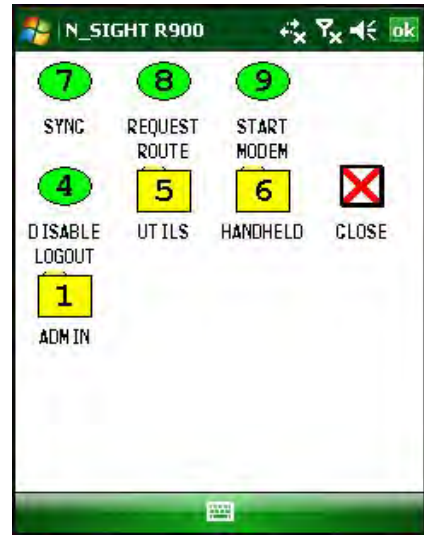 N_SIGHT R900 ok
7 8 9
SYNC REQUEST ROUTE START MODEM
4 5 6
DISABLE LOGOUT UTILS HANDHELD CLOSE
1
ADMIN